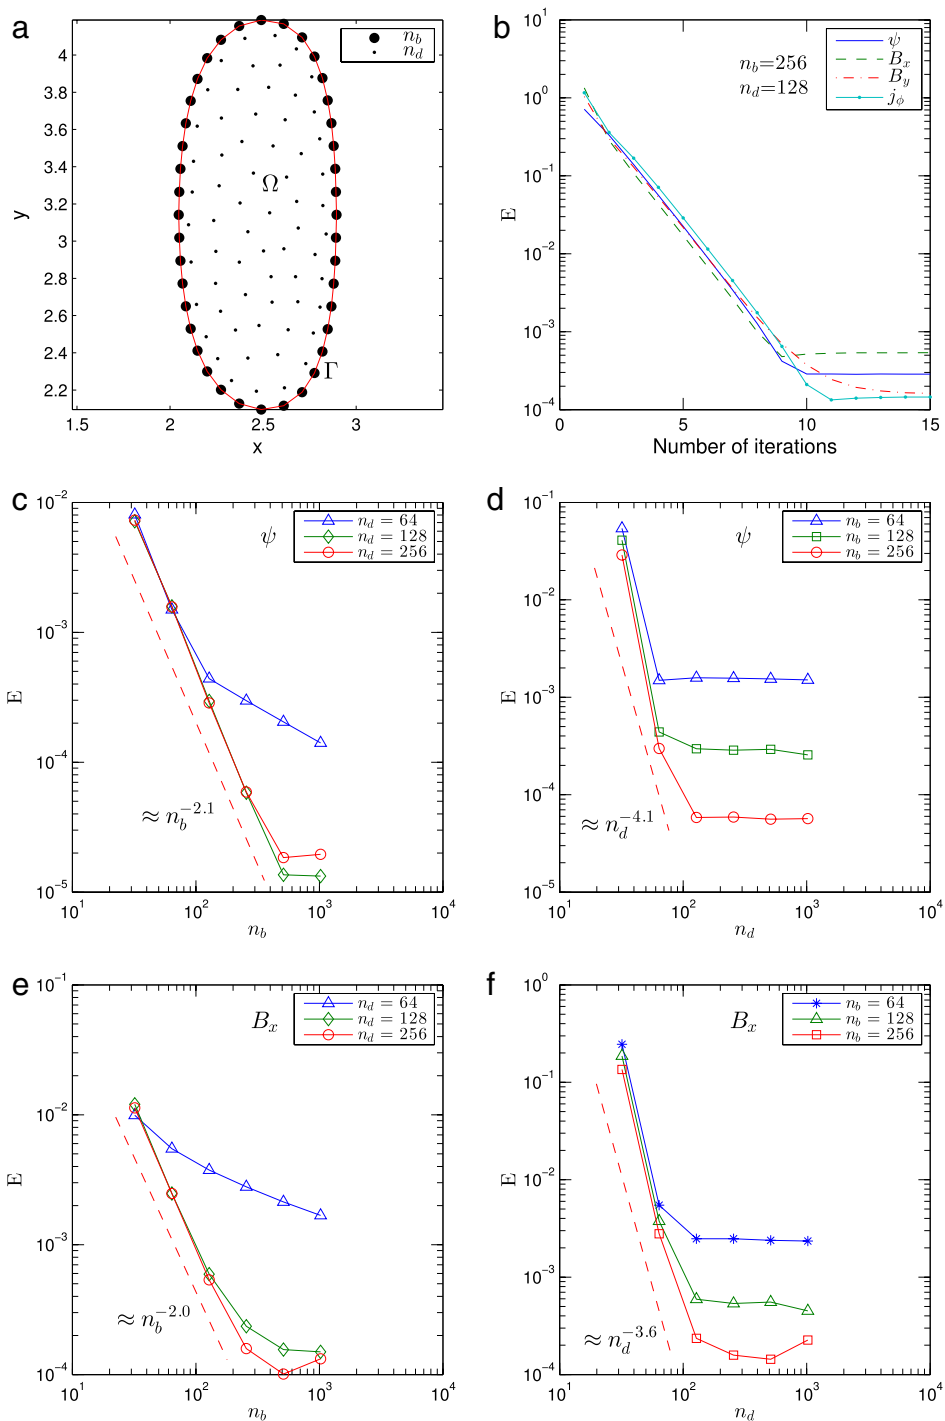 a
n_b
n_d
4
3.8
3.6
3.4
3.2
3
2.8
2.6
2.4
2.2
y
Ω
Γ
1.5
2
2.5
3
x
b
ψ
B_x
B_y
j_ϕ
n_b=256
n_d=128
10^1
10^0
10^−1
10^−2
10^−3
10^−4
E
5
10
15
Number of iterations
c
n_d = 64
n_d = 128
n_d = 256
ψ
10^−2
10^−3
10^−4
10^−5
E
≈ n_b^−2.1
10^1
10^2
10^3
10^4
n_b
d
n_b = 64
n_b = 128
n_b = 256
ψ
10^−1
10^−2
10^−3
10^−4
10^−5
E
≈ n_d^−4.1
10^1
10^2
10^3
10^4
n_d
e
n_d = 64
n_d = 128
n_d = 256
B_x
10^−1
10^−2
10^−3
10^−4
E
≈ n_b^−2.0
10^1
10^2
10^3
10^4
n_b
f
n_b = 64
n_b = 128
n_b = 256
B_x
10^0
10^−1
10^−2
10^−3
10^−4
E
≈ n_d^−3.6
10^1
10^2
10^3
10^4
n_d